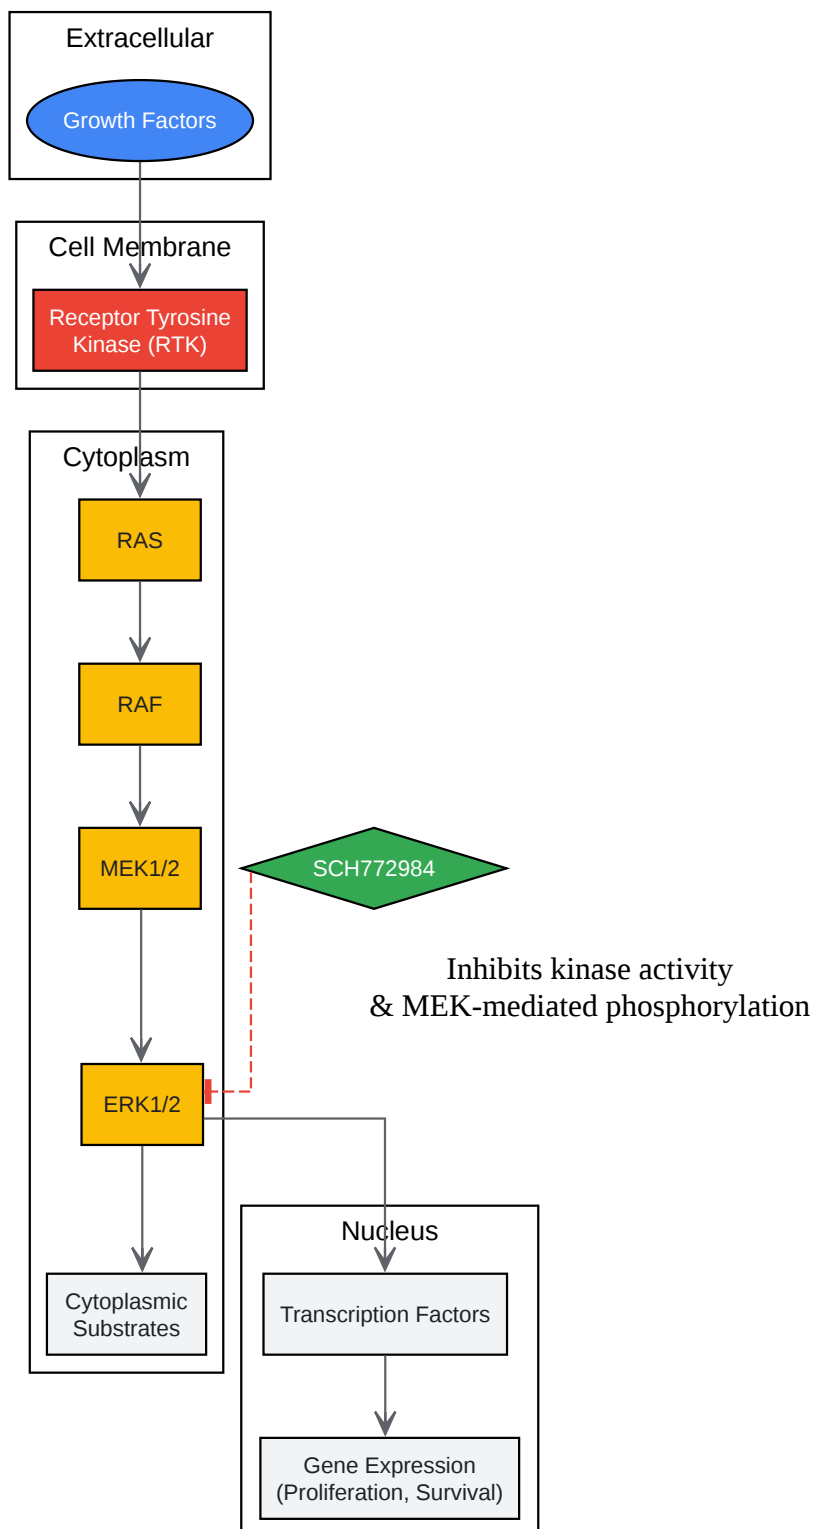 Extracellular
Growth Factors
Cell Membrane
Receptor Tyrosine
Kinase (RTK)
Cytoplasm
RAS
RAF
MEK1/2
SCH772984
Inhibits kinase activity
& MEK-mediated phosphorylation
ERK1/2
Nucleus
Cytoplasmic
Substrates
Transcription Factors
Gene Expression
(Proliferation, Survival)